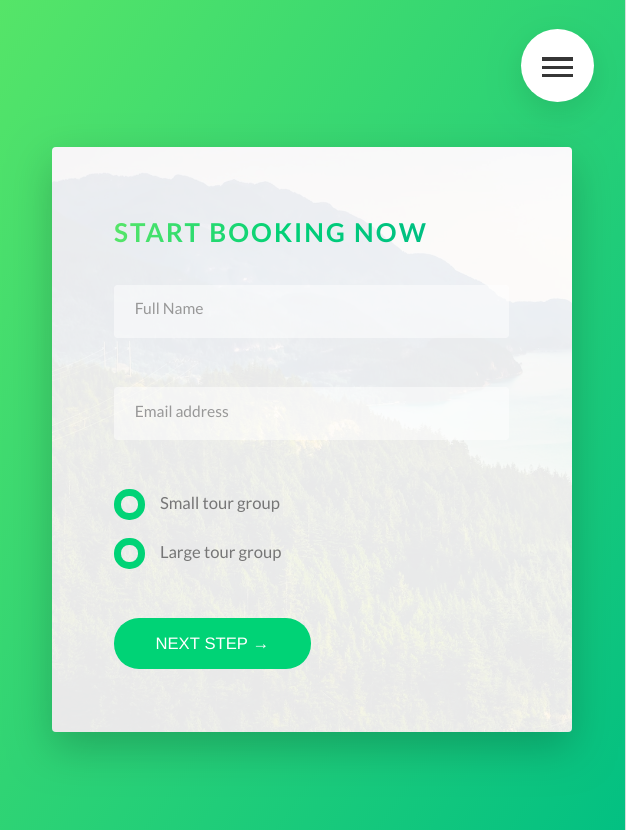 START BOOKING NOW
Full Name
Email address
Small tour group
Large tour group
NEXT STEP →